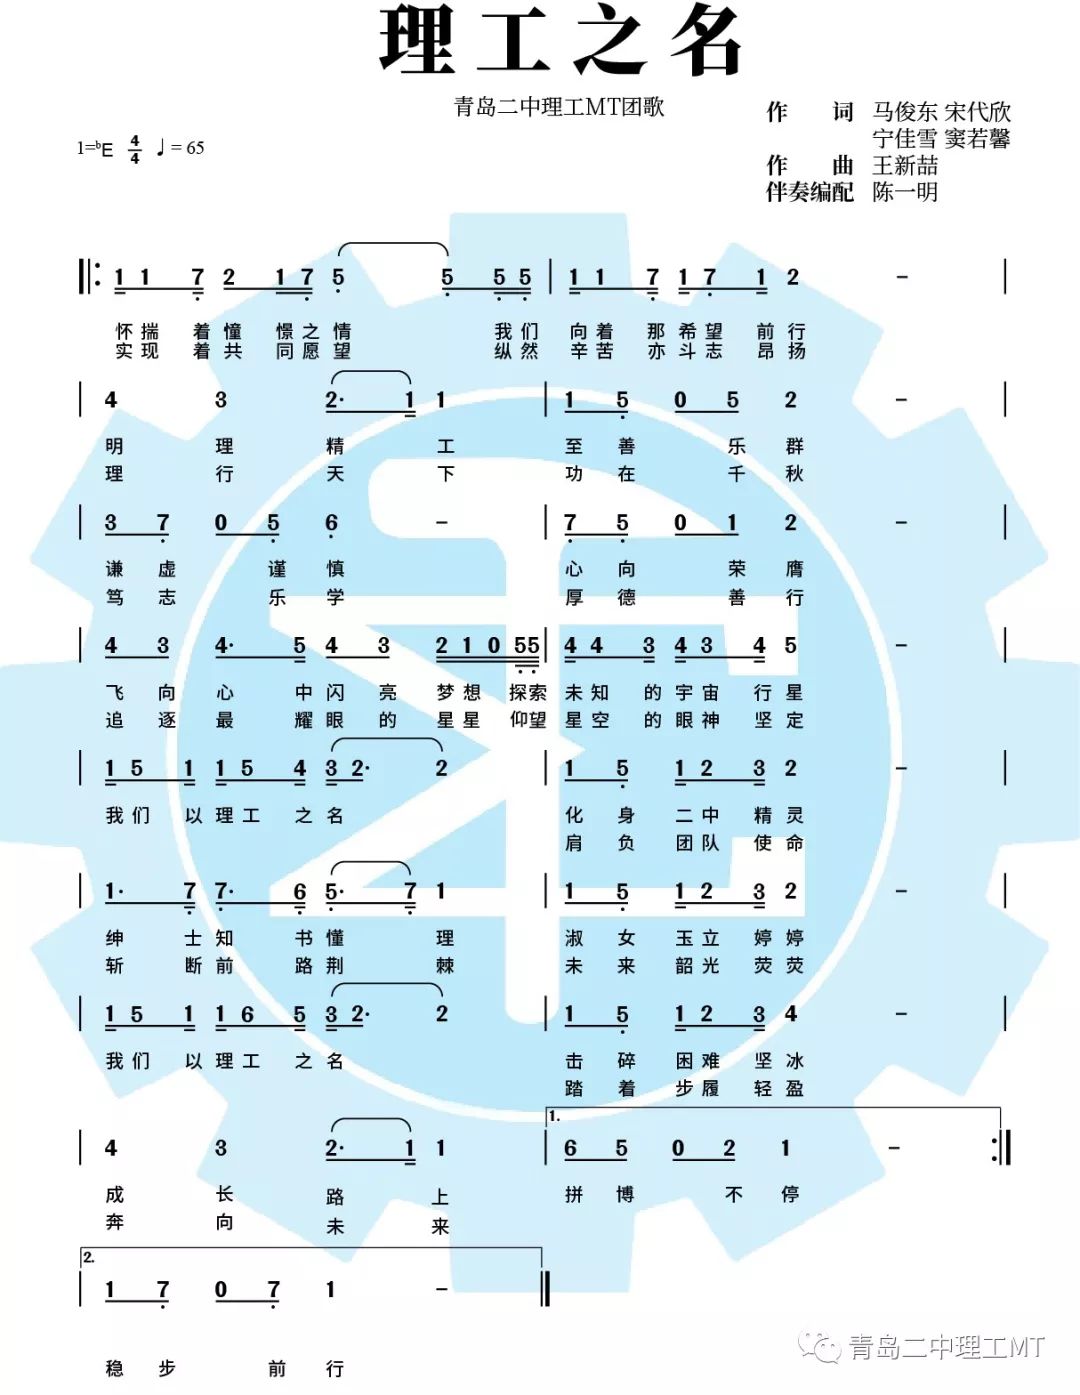 理工之名
青岛二中理工MT团歌
作 词 马俊东 宋代欣
宁佳雪 窦若馨
作 曲 王新喆
伴奏编配 陈一明
1=♭E 4/4 ♩=65
1 1 7 2 1 7 5 5 5 5 | 1 1 7 1 7 1 2 - |
怀揣着憧憬之情 我们向着那希望前行
实现着共同愿望 纵然辛苦亦斗志昂扬
| 4 3 2· 1 1 | 1 5 0 5 2 - |
明理精工 至善乐群
理行天下 功在千秋
| 3 7 0 5 6 - | 7 5 0 1 2 - |
谦虚谨慎 心向荣膺
笃志乐学 厚德善行
| 4 3 4· 5 4 3 2 1 0 5 5 | 4 4 3 4 3 4 5 - |
飞向心中闪亮梦想探索未知的宇宙行星
追逐最耀眼的星星仰望星空的眼神坚定
| 1 5 1 1 5 4 3 2· 2 | 1 5 1 2 3 2 - |
我们以理工之名 化身二中精灵
肩负团队使命
| 1· 7 7· 6 5· 7 1 | 1 5 1 2 3 2 - |
绅士知书懂理 淑女玉立婷婷
斩断前路荆棘 未来韶光荧荧
| 1 5 1 1 6 5 3 2· 2 | 1 5 1 2 3 4 - |
我们以理工之名 击碎困难坚冰
踏着步履轻盈
1.
| 4 3 2· 1 1 | 6 5 0 2 1 - :|
成长路上 拼博不停
奔向未来
2.
| 1 7 0 7 1 - ‖
稳步前行
青岛二中理工MT